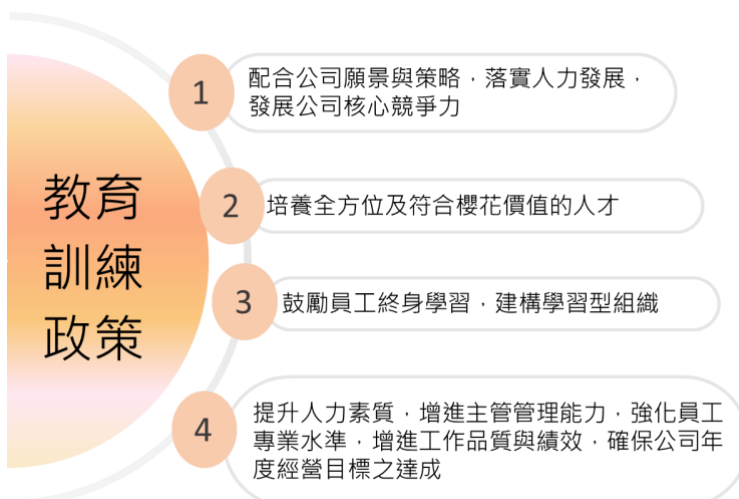 教育
訓練
政策
1
配合公司願景與策略，落實人力發展，
發展公司核心競爭力
2
培養全方位及符合櫻花價值的人才
3
鼓勵員工終身學習，建構學習型組織
4
提升人力素質，增進主管管理能力，強化員工
專業水準，增進工作品質與績效，確保公司年
度經營目標之達成